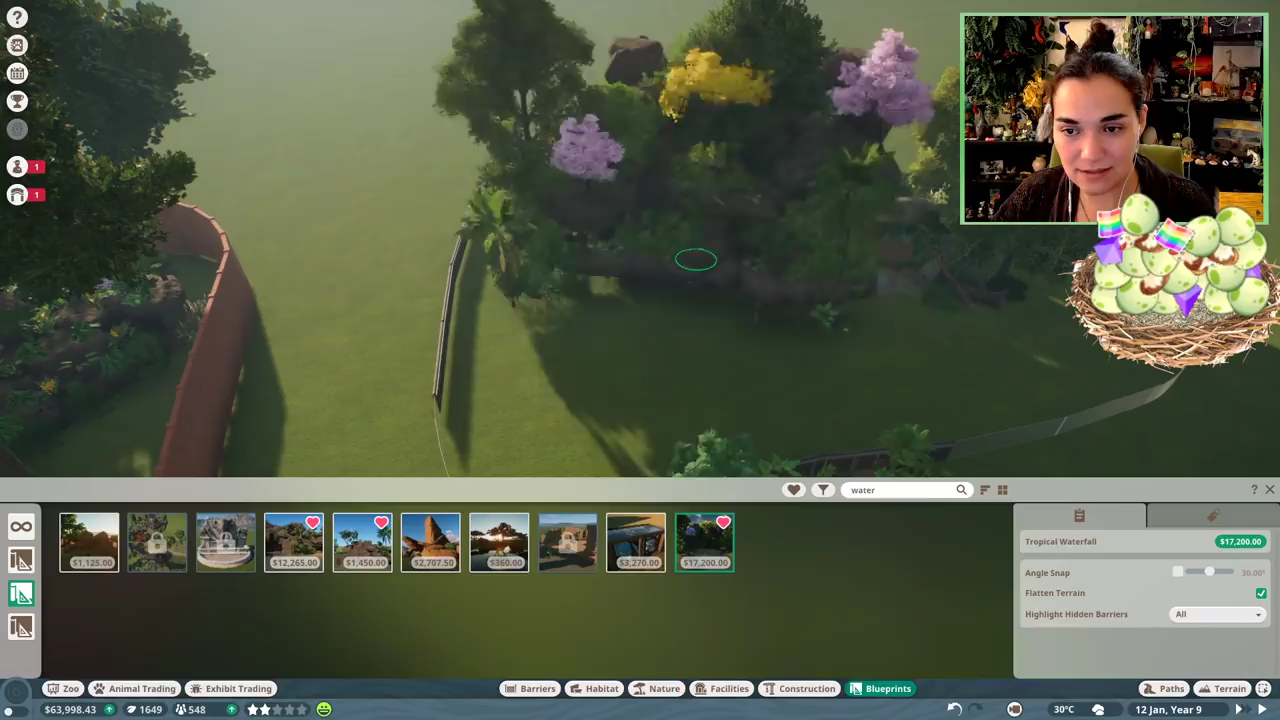 ?
1
1
water
? ×
$1,125.00
$12,265.00
$1,450.00
$2,707.50
$360.00
$3,270.00
$17,200.00
Tropical Waterfall $17,200.00
Angle Snap 30.00°
Flatten Terrain
Highlight Hidden Barriers All
Zoo Animal Trading Exhibit Trading Barriers Habitat Nature Facilities Construction Blueprints Paths Terrain
$63,998.43 1649 548 30°C 12 Jan, Year 9